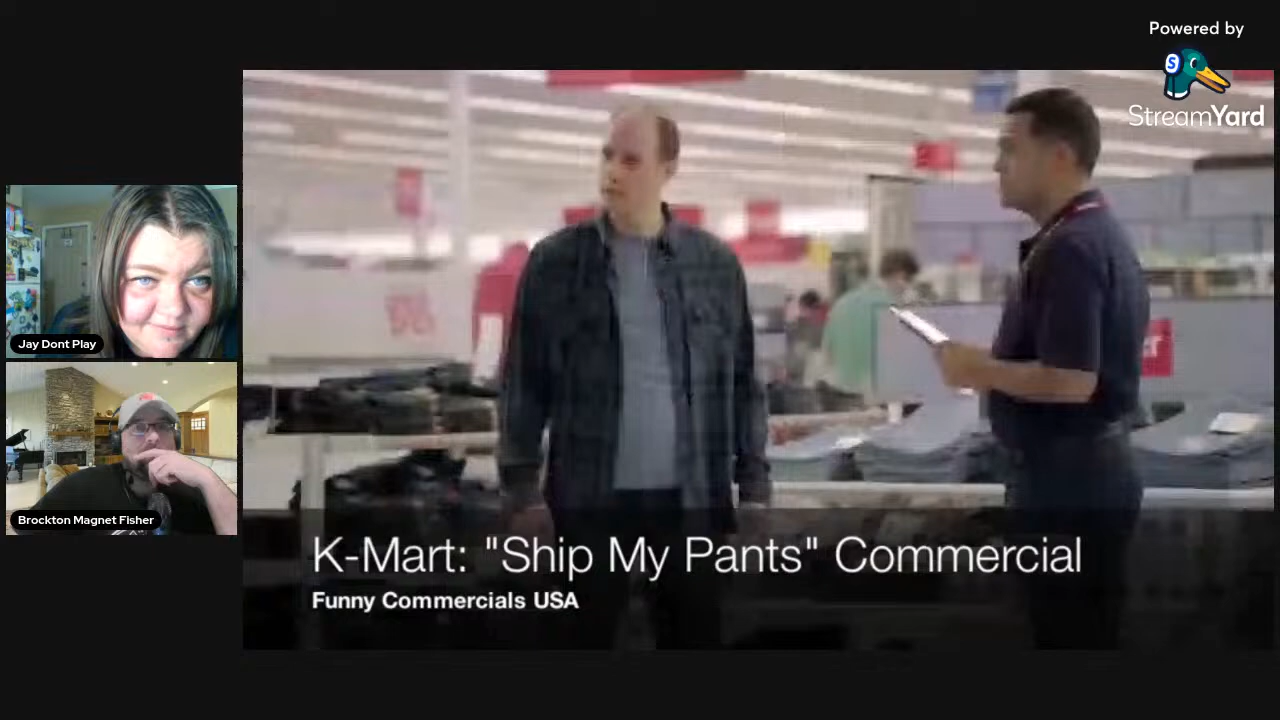 Powered by
StreamYard
Jay Dont Play
Brockton Magnet Fisher
K-Mart: "Ship My Pants" Commercial
Funny Commercials USA